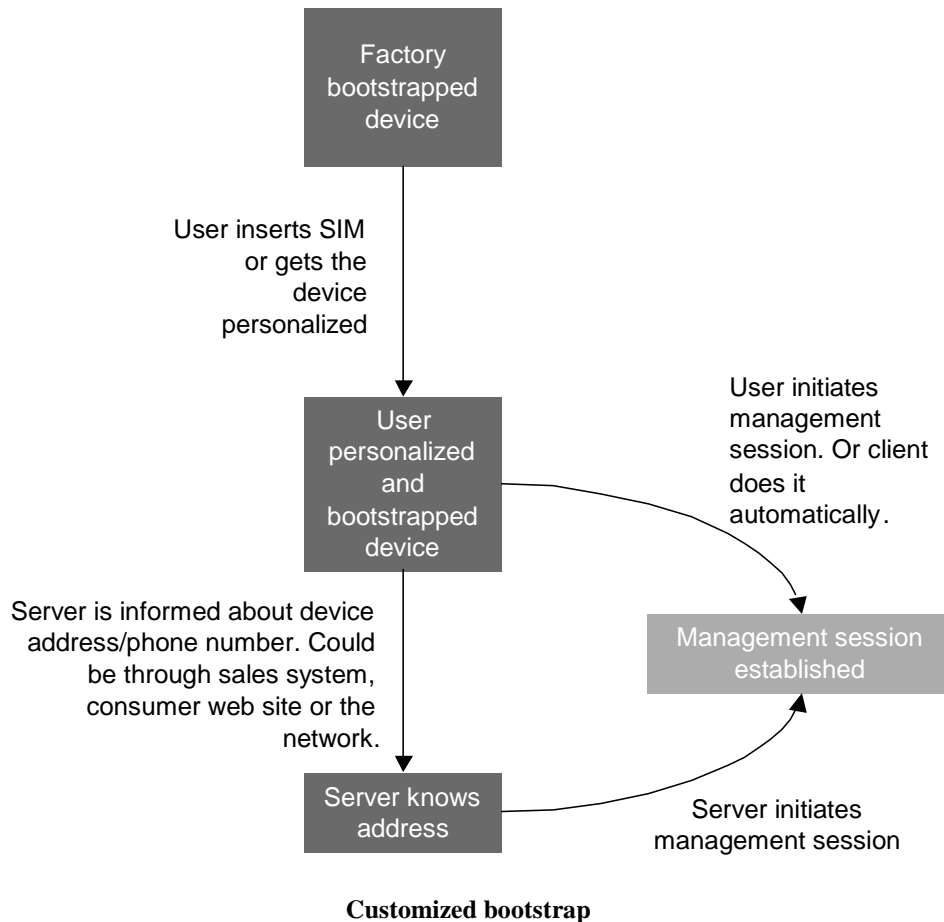 Factory
bootstrapped
device
User inserts SIM
or gets the
device
personalized
User
personalized
and
bootstrapped
device
User initiates
management
session. Or client
does it
automatically.
Server is informed about device
address/phone number. Could
be through sales system,
consumer web site or the
network.
Management session
established
Server knows
address
Server initiates
management session
Customized bootstrap